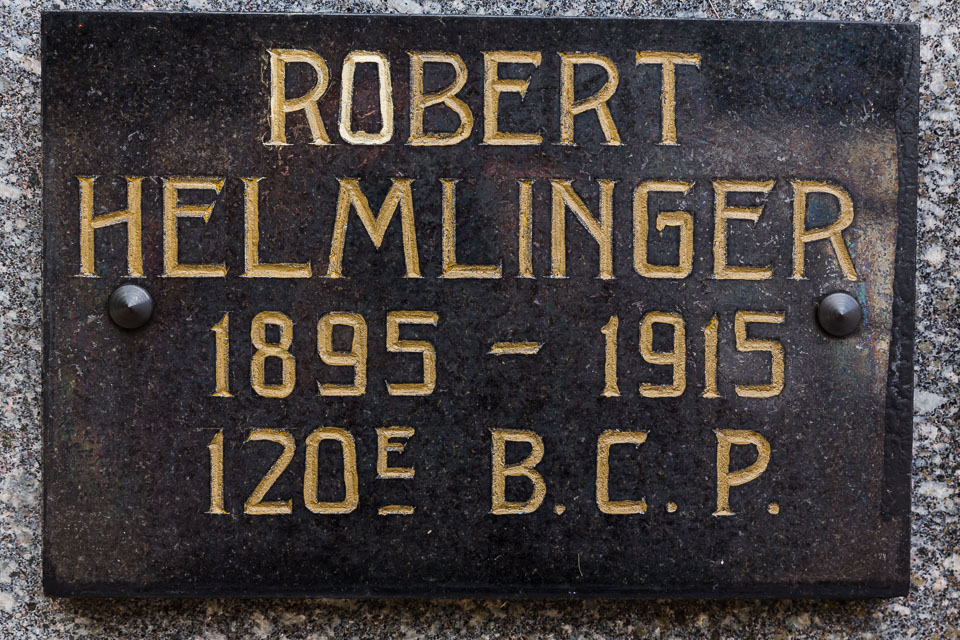 ROBERT
HELMLINGER
1895 - 1915
120E B.C.P.